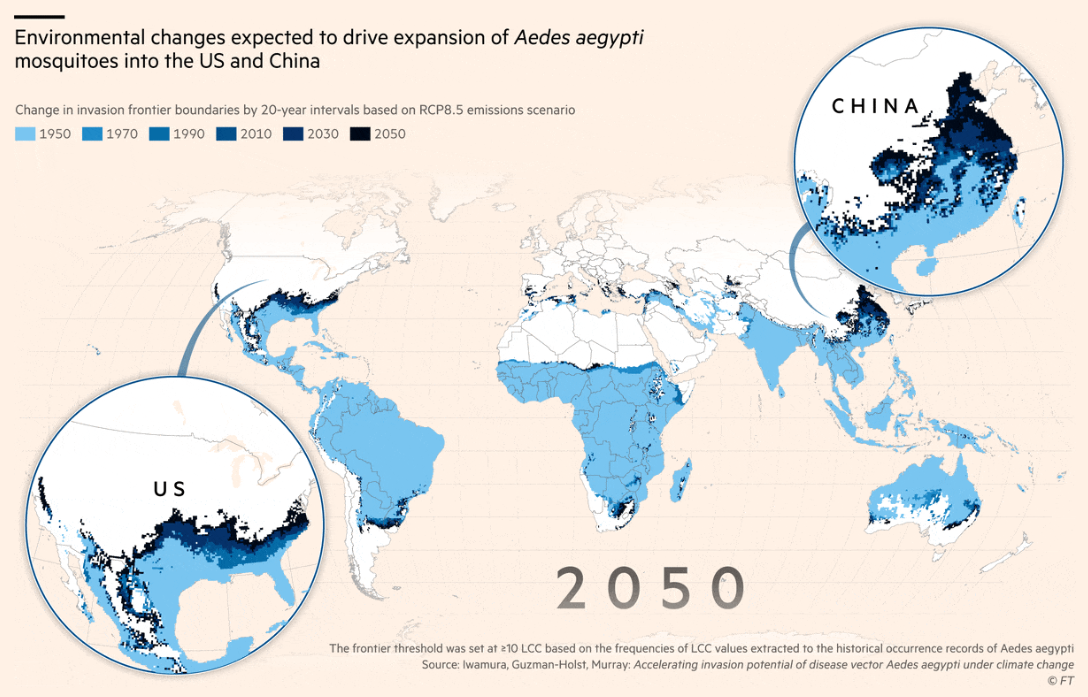 Environmental changes expected to drive expansion of Aedes aegypti
mosquitoes into the US and China
Change in invasion frontier boundaries by 20-year intervals based on RCP8.5 emissions scenario
1950 1970 1990 2010 2030 2050
CHINA
US
2050
The frontier threshold was set at ≥10 LCC based on the frequencies of LCC values extracted to the historical occurrence records of Aedes aegypti
Source: Iwamura, Guzman-Holst, Murray: Accelerating invasion potential of disease vector Aedes aegypti under climate change
© FT